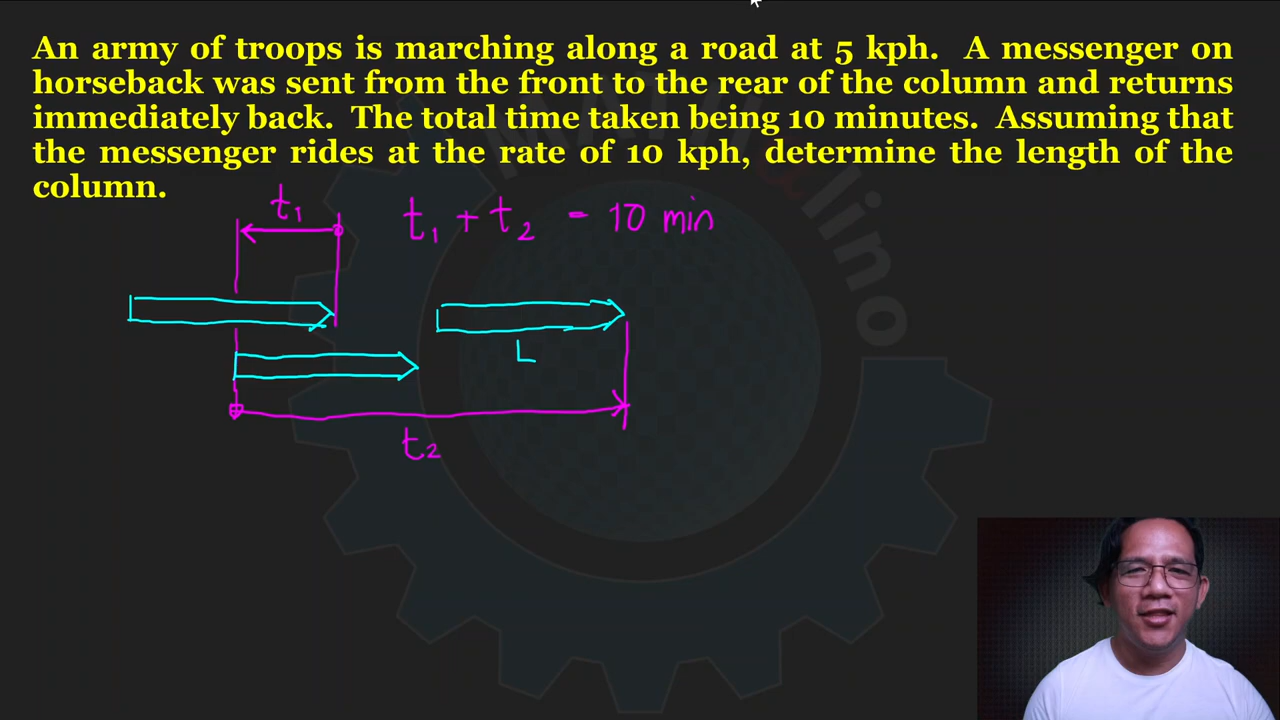 An army of troops is marching along a road at 5 kph. A messenger on
horseback was sent from the front to the rear of the column and returns
immediately back. The total time taken being 10 minutes. Assuming that
the messenger rides at the rate of 10 kph, determine the length of the
column.
t₁
t₁ + t₂ = 10 min
L
t₂